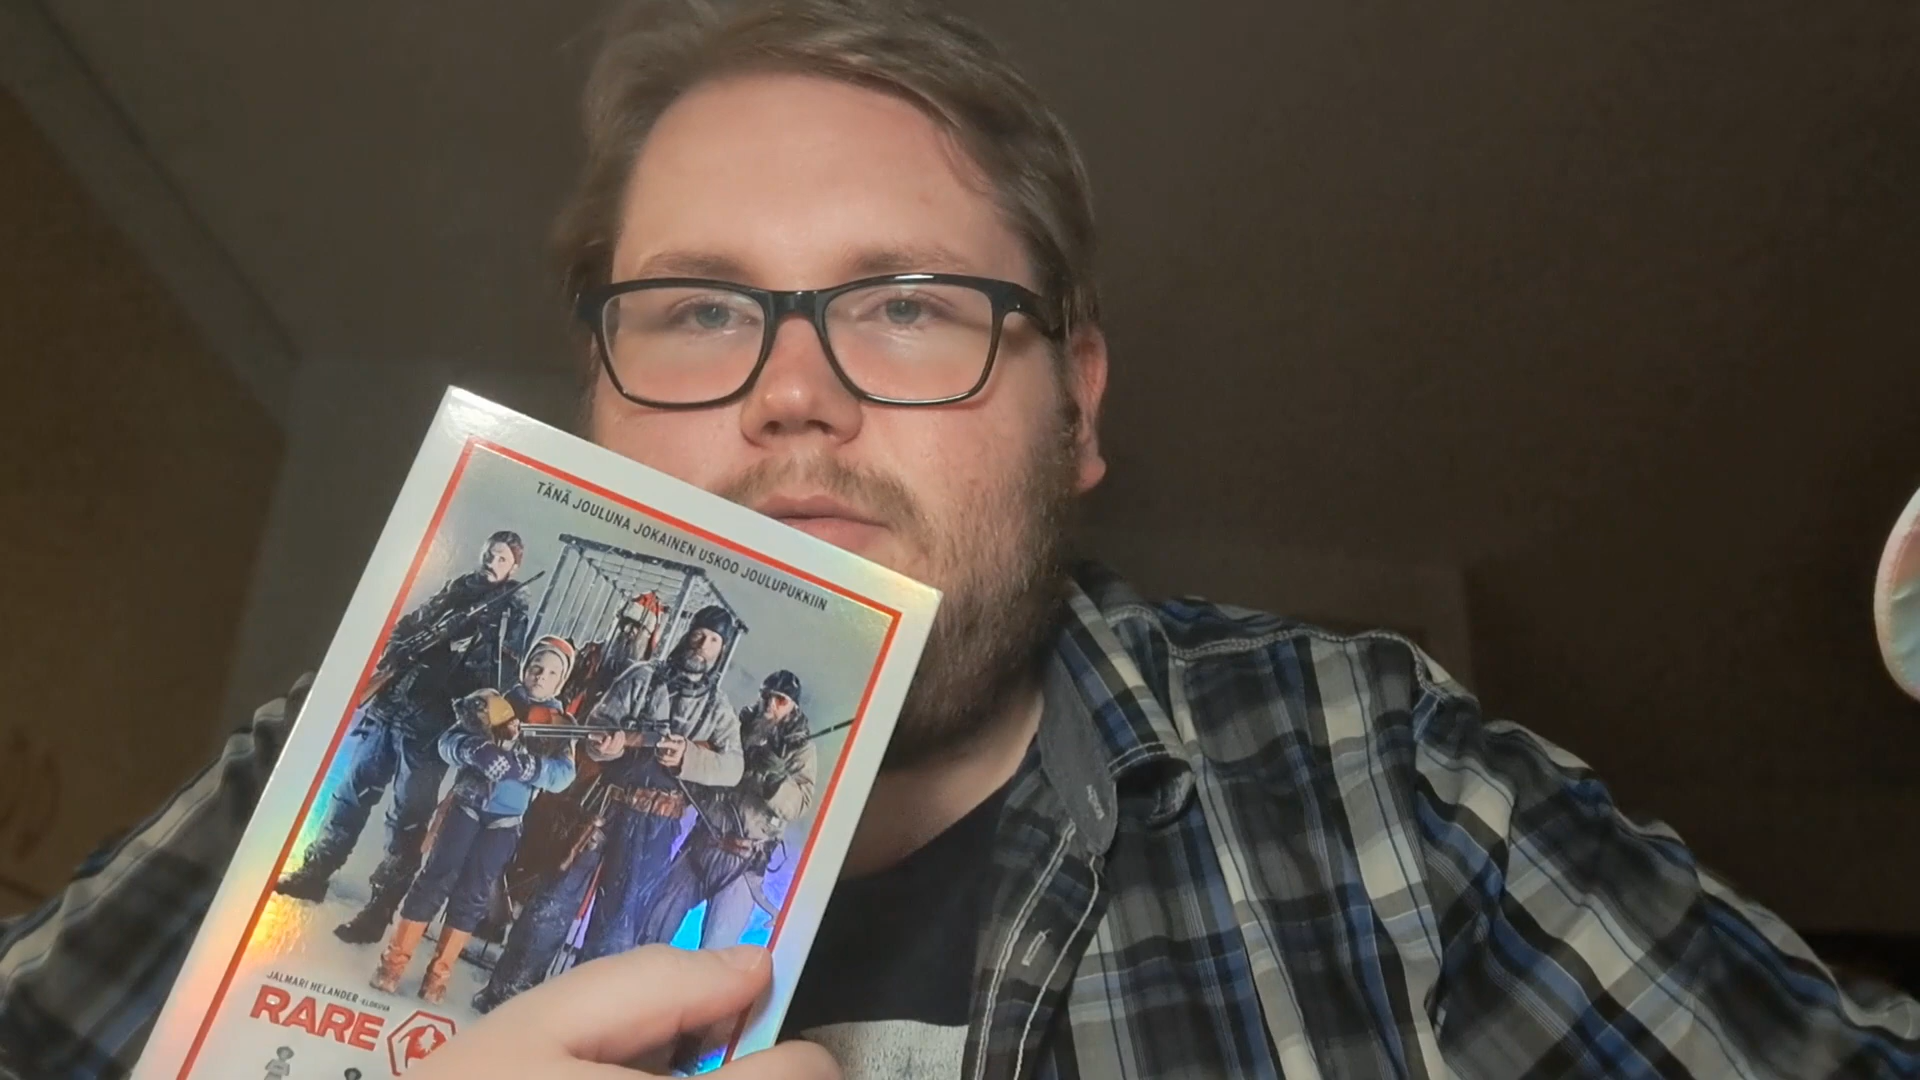 TÄNÄ JOULUNA JOKAINEN USKOO JOULUPUKKIIN
JALMARI HELANDER -ELOKUVA
RARE